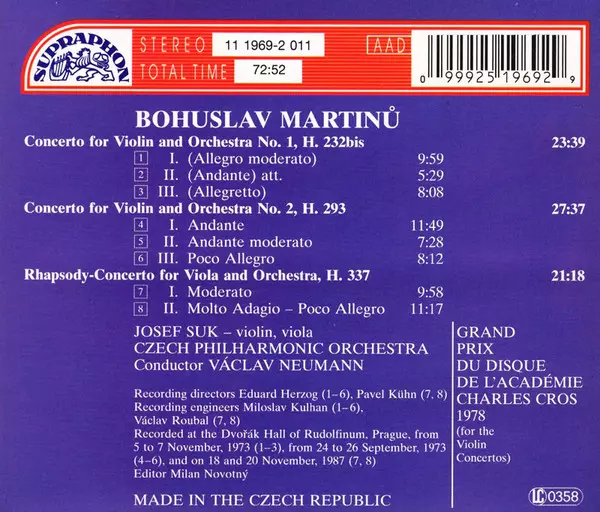 SUPRAPHON
STEREO 11 1969-2 011 AAD
TOTAL TIME 72:52
0 99925 19692 9
BOHUSLAV MARTINŮ
Concerto for Violin and Orchestra No. 1, H. 232bis 23:39
1 I. (Allegro moderato) 9:59
2 II. (Andante) att. 5:29
3 III. (Allegretto) 8:08
Concerto for Violin and Orchestra No. 2, H. 293 27:37
4 I. Andante 11:49
5 II. Andante moderato 7:28
6 III. Poco Allegro 8:12
Rhapsody-Concerto for Viola and Orchestra, H. 337 21:18
7 I. Moderato 9:58
8 II. Molto Adagio – Poco Allegro 11:17
JOSEF SUK – violin, viola
CZECH PHILHARMONIC ORCHESTRA
Conductor VÁCLAV NEUMANN
Recording directors Eduard Herzog (1–6), Pavel Kühn (7, 8)
Recording engineers Miloslav Kulhan (1–6),
Václav Roubal (7, 8)
Recorded at the Dvořák Hall of Rudolfinum, Prague, from
5 to 7 November, 1973 (1–3), from 24 to 26 September, 1973
(4–6), and on 18 and 20 November, 1987 (7, 8)
Editor Milan Novotný
MADE IN THE CZECH REPUBLIC
GRAND
PRIX
DU DISQUE
DE L'ACADÉMIE
CHARLES CROS
1978
(for the
Violin
Concertos)
LC 0358